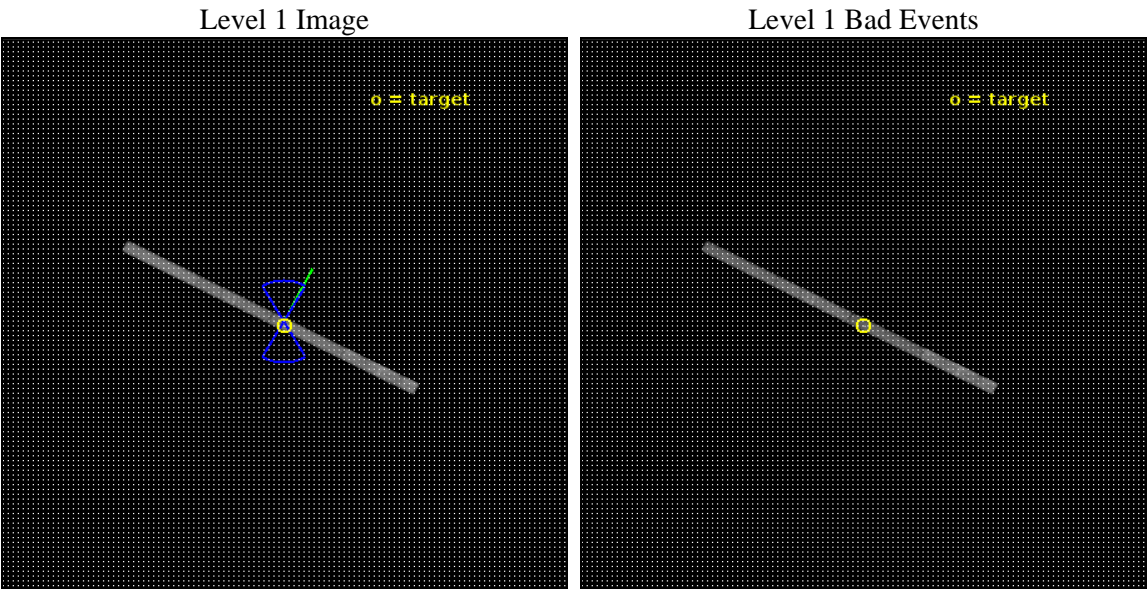 Level 1 Image
Level 1 Bad Events
o = target
o = target